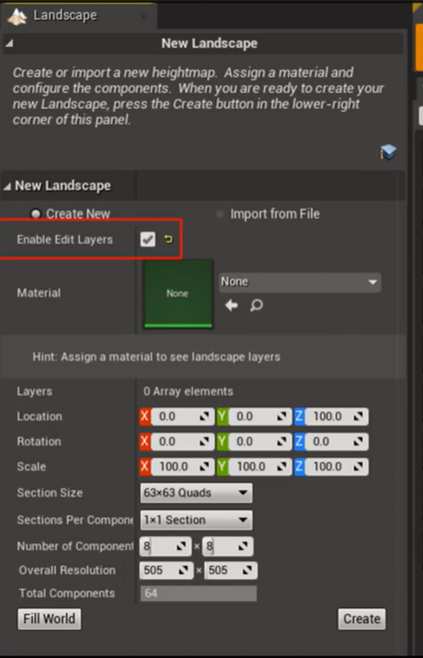 Landscape
New Landscape
Create or import a new heightmap. Assign a material and
configure the components. When you are ready to create your
new Landscape, press the Create button in the lower-right
corner of this panel.
New Landscape
Create New Import from File
Enable Edit Layers
Material None None
Hint: Assign a material to see landscape layers
Layers 0 Array elements
Location X 0.0 Y 0.0 Z 100.0
Rotation X 0.0 Y 0.0 Z 0.0
Scale X 100.0 Y 100.0 Z 100.0
Section Size 63×63 Quads
Sections Per Compone 1×1 Section
Number of Component 8 × 8
Overall Resolution 505 × 505
Total Components 64
Fill World Create